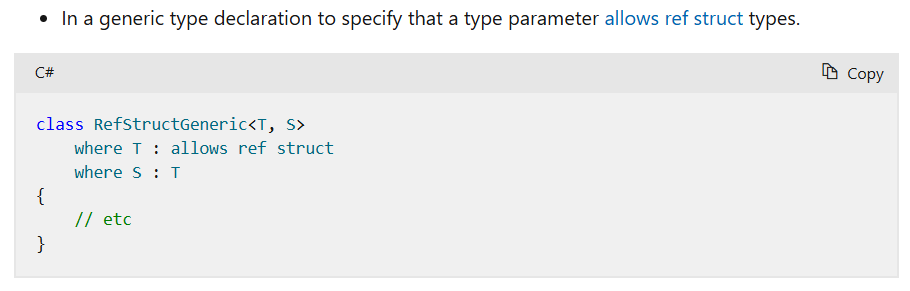 • In a generic type declaration to specify that a type parameter allows ref struct types.
C#
Copy
class RefStructGeneric<T, S>
    where T : allows ref struct
    where S : T
{
    // etc
}